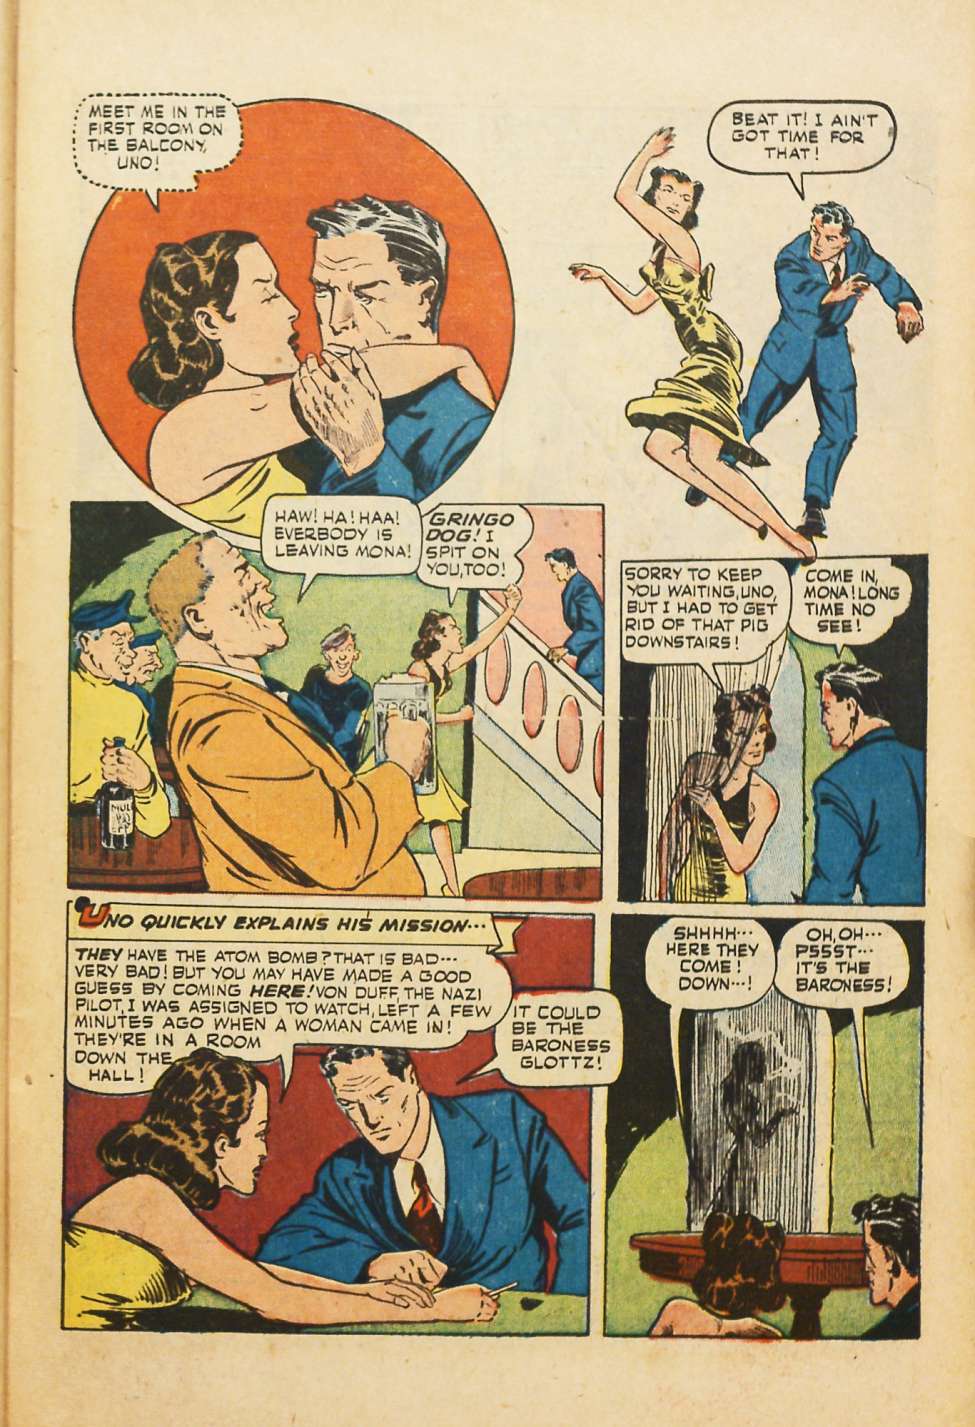 MEET ME IN THE
FIRST ROOM ON
THE BALCONY,
UNO!
BEAT IT! I AIN'T
GOT TIME FOR
THAT!
HAW! HA! HAA!
EVERBODY IS
LEAVING MONA!
GRINGO
DOG! I
SPIT ON
YOU, TOO!
SORRY TO KEEP
YOU WAITING, UNO,
BUT I HAD TO GET
RID OF THAT PIG
DOWNSTAIRS!
COME IN,
MONA! LONG
TIME NO
SEE!
UNO QUICKLY EXPLAINS HIS MISSION...
THEY HAVE THE ATOM BOMB? THAT IS BAD...
VERY BAD! BUT YOU MAY HAVE MADE A GOOD
GUESS BY COMING HERE! VON DUFF, THE NAZI
PILOT, I WAS ASSIGNED TO WATCH, LEFT A FEW
MINUTES AGO WHEN A WOMAN CAME IN!
THEY'RE IN A ROOM
DOWN THE
HALL!
IT COULD
BE THE
BARONESS
GLOTTZ!
SHHHH...
HERE THEY
COME!
DOWN...!
OH, OH...
PSSST...
IT'S THE
BARONESS!